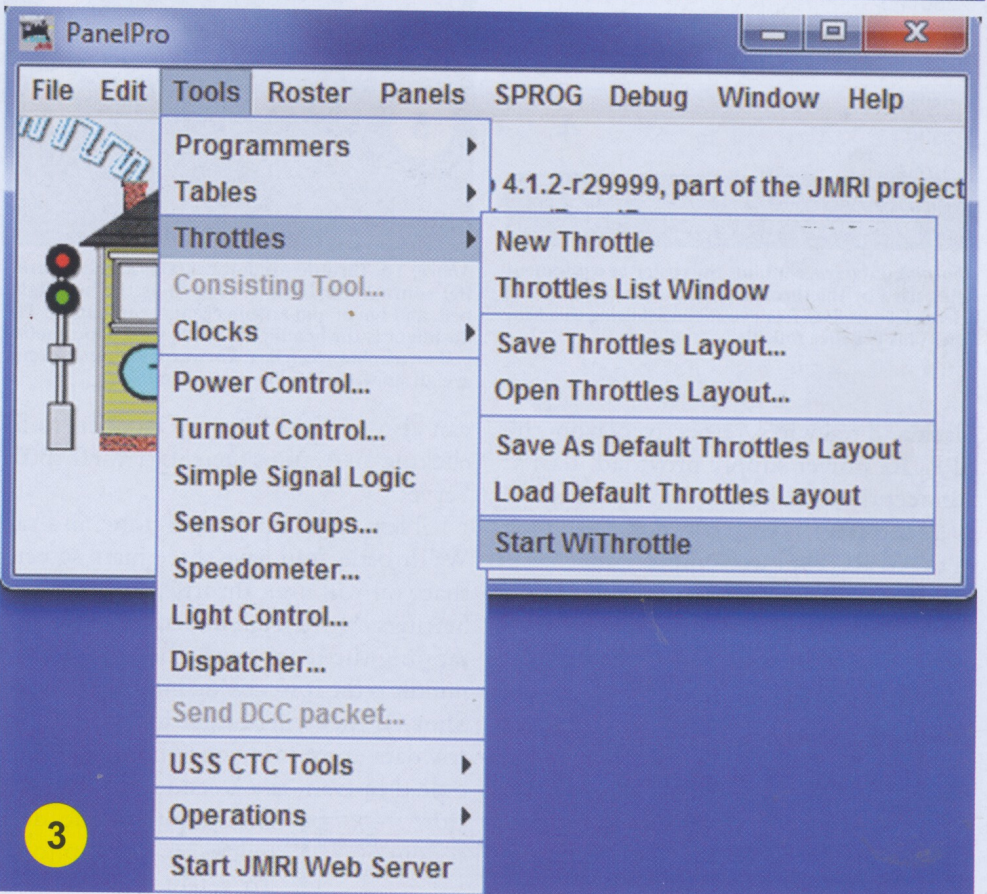 PanelPro
File Edit Tools Roster Panels SPROG Debug Window Help
4.1.2-r29999, part of the JMRI project
Programmers
Tables
Throttles
Consisting Tool...
Clocks
Power Control...
Turnout Control...
Simple Signal Logic
Sensor Groups...
Speedometer...
Light Control...
Dispatcher...
Send DCC packet...
USS CTC Tools
Operations
Start JMRI Web Server
New Throttle
Throttles List Window
Save Throttles Layout...
Open Throttles Layout...
Save As Default Throttles Layout
Load Default Throttles Layout
Start WiThrottle
3